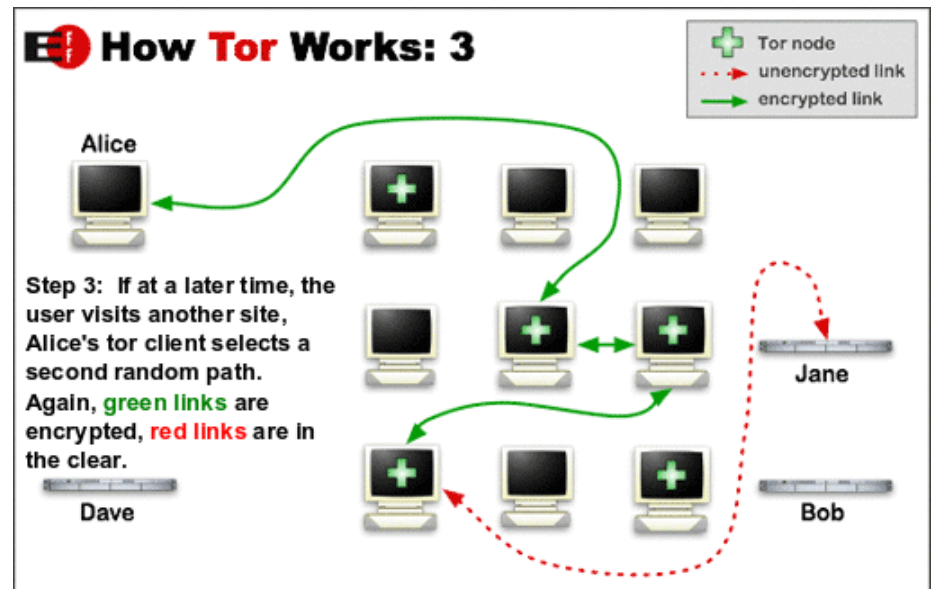 EFF How Tor Works: 3
Tor node
unencrypted link
encrypted link
Alice
Step 3: If at a later time, the
user visits another site,
Alice's tor client selects a
second random path.
Again, green links are
encrypted, red links are in
the clear.
Jane
Dave
Bob